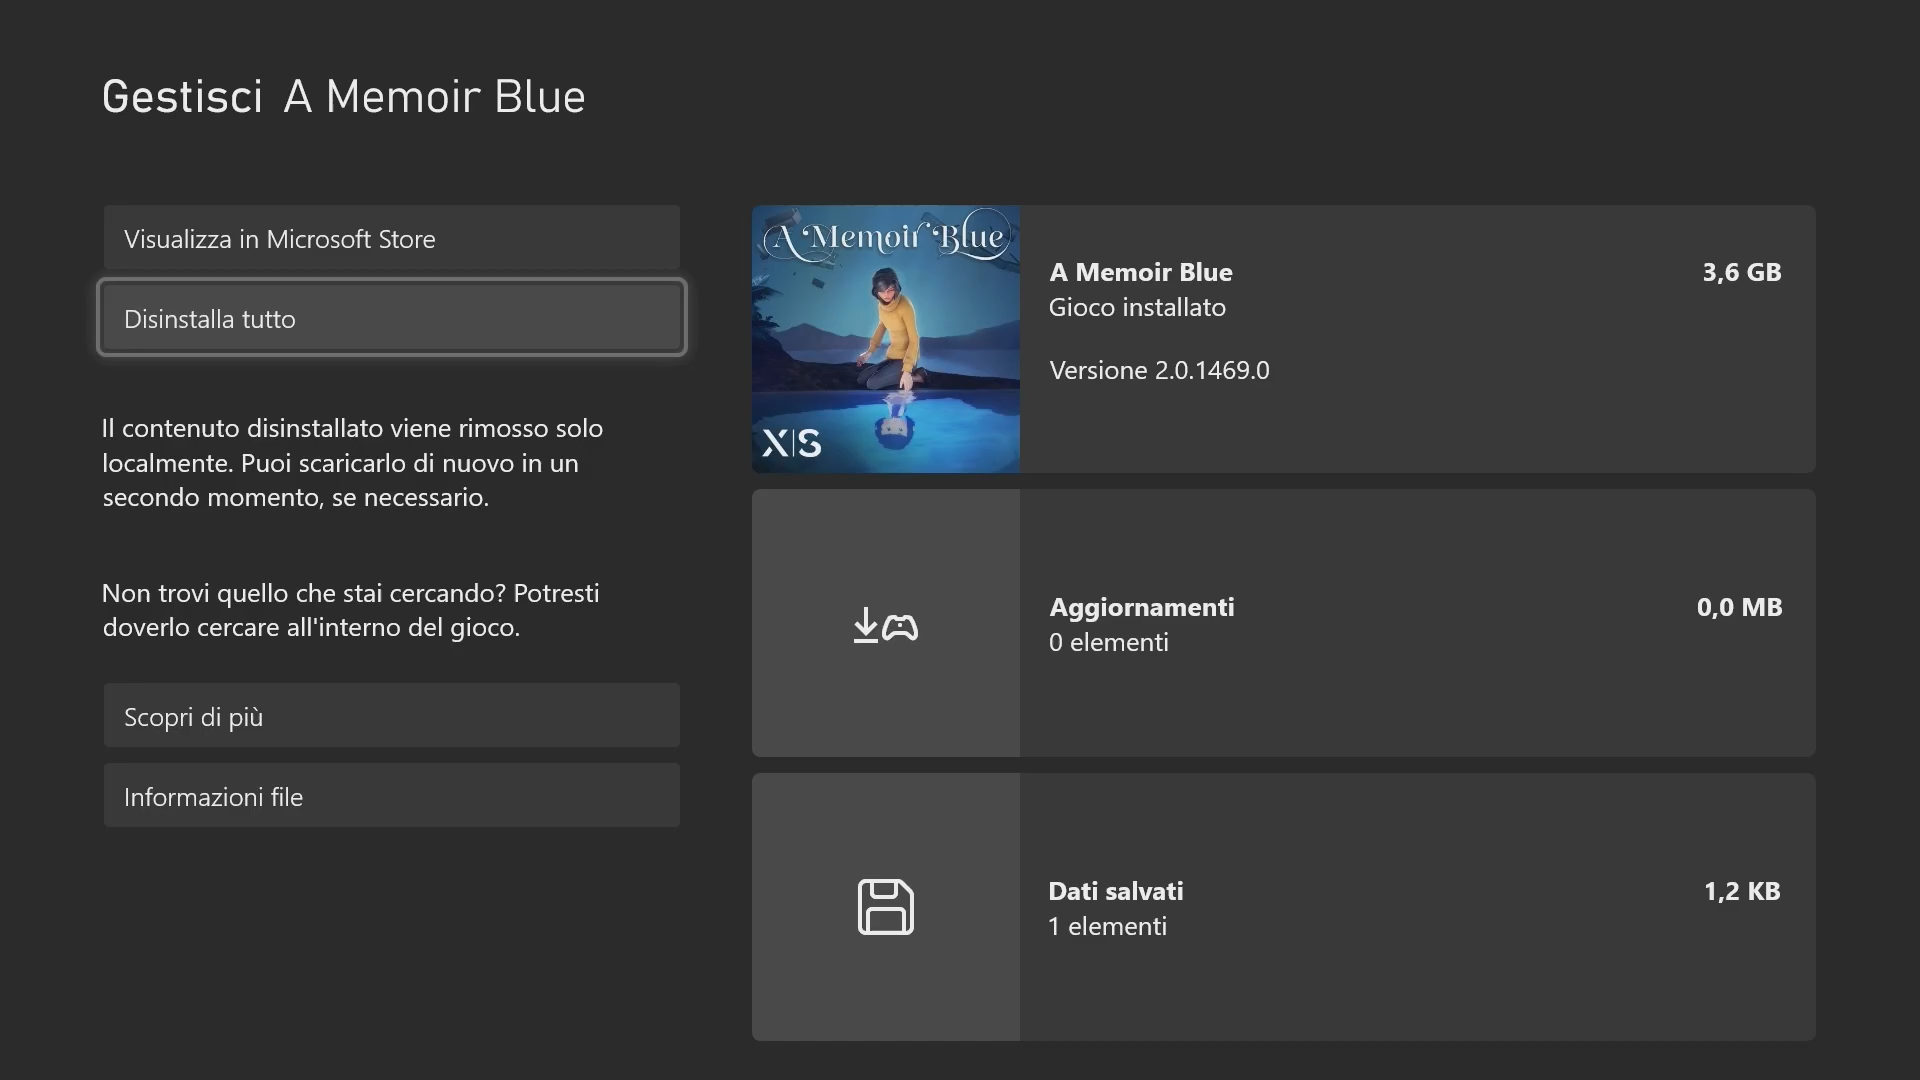 Gestisci A Memoir Blue
Visualizza in Microsoft Store
Disinstalla tutto
Il contenuto disinstallato viene rimosso solo
localmente. Puoi scaricarlo di nuovo in un
secondo momento, se necessario.
Non trovi quello che stai cercando? Potresti
doverlo cercare all'interno del gioco.
Scopri di più
Informazioni file
A Memoir Blue
X|S
A Memoir Blue
3,6 GB
Gioco installato
Versione 2.0.1469.0
Aggiornamenti
0,0 MB
0 elementi
Dati salvati
1,2 KB
1 elementi